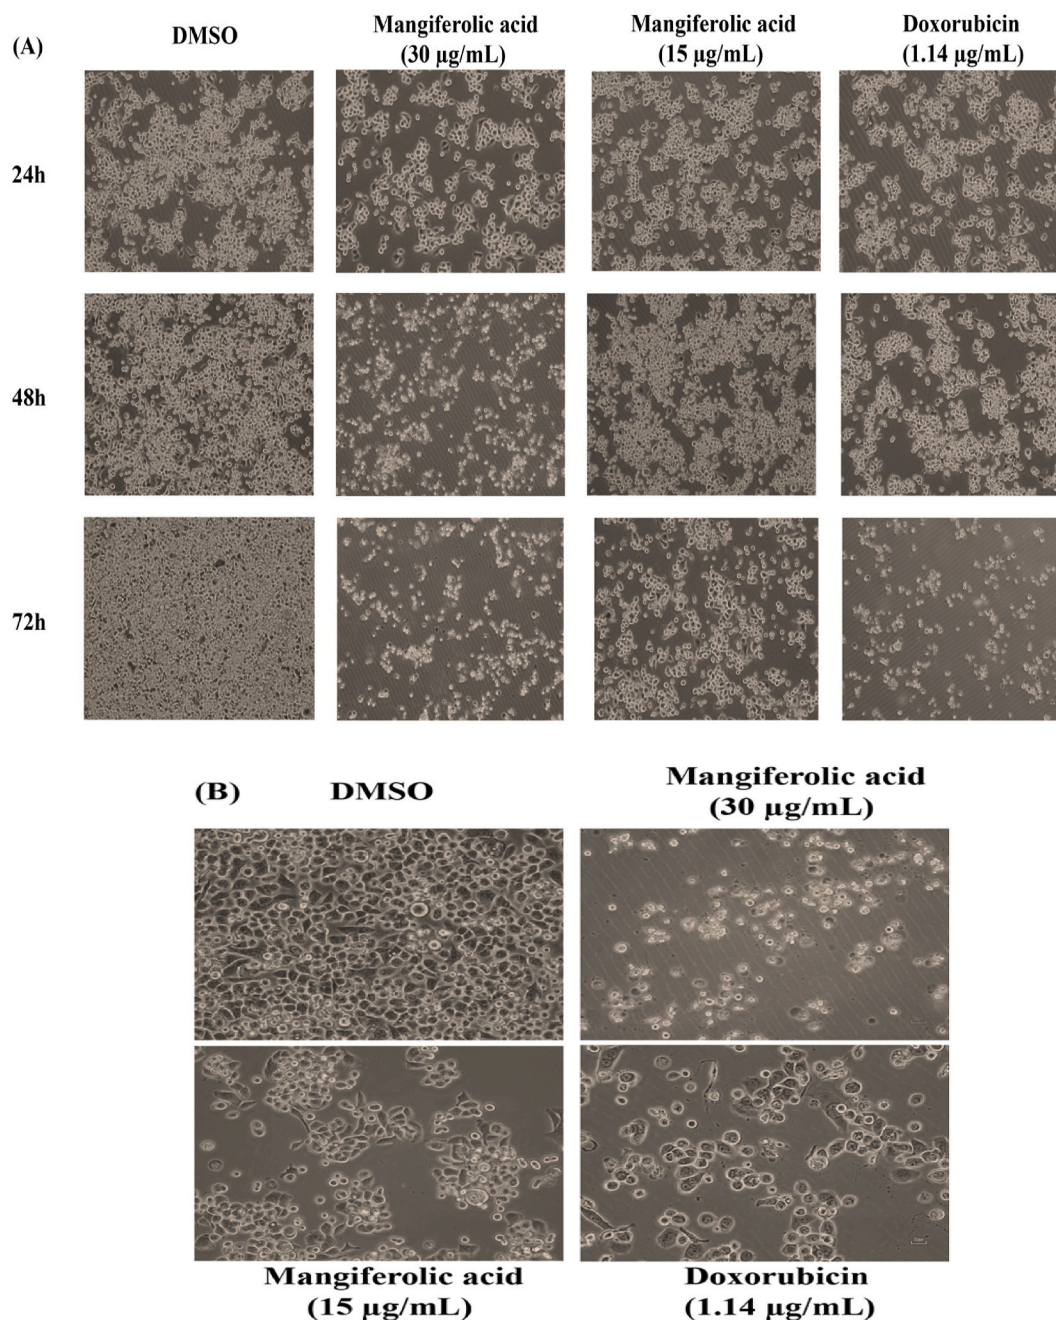 (A)
DMSO
Mangiferolic acid
(30 µg/mL)
Mangiferolic acid
(15 µg/mL)
Doxorubicin
(1.14 µg/mL)
24h
48h
72h
(B)
DMSO
Mangiferolic acid
(30 µg/mL)
Mangiferolic acid
(15 µg/mL)
Doxorubicin
(1.14 µg/mL)